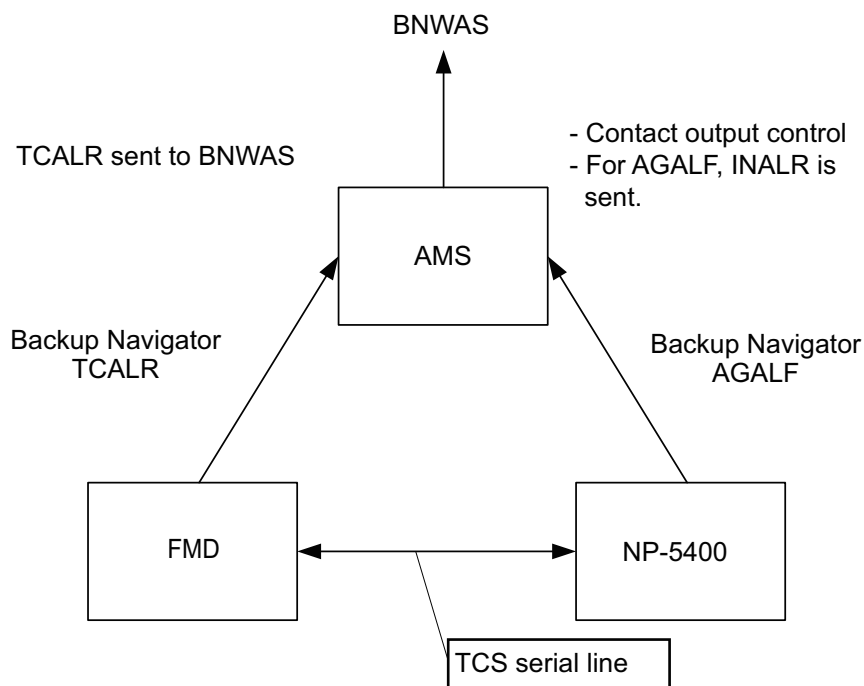 BNWAS
TCALR sent to BNWAS
- Contact output control
- For AGALF, INALR is
sent.
AMS
Backup Navigator
TCALR
Backup Navigator
AGALF
FMD
NP-5400
TCS serial line